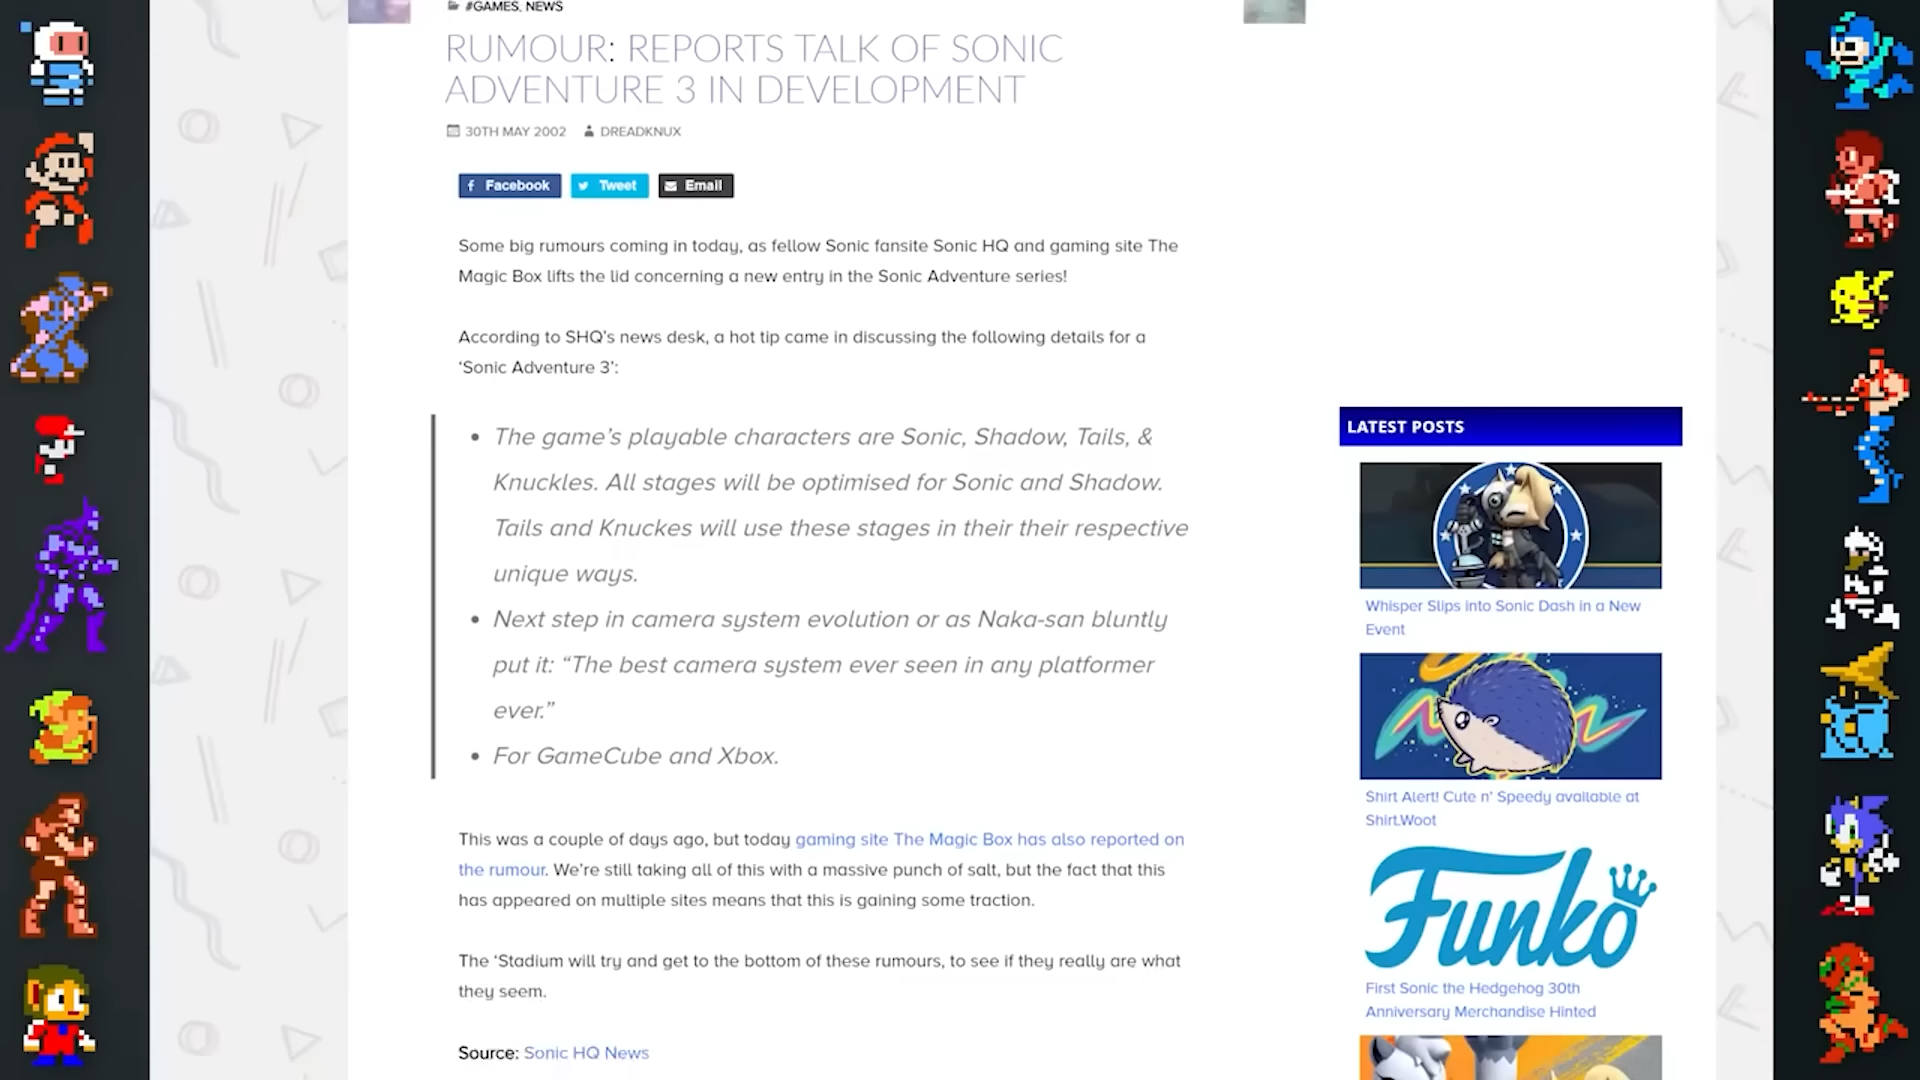 #GAMES, NEWS
RUMOUR: REPORTS TALK OF SONIC
ADVENTURE 3 IN DEVELOPMENT
30TH MAY 2002 DREADKNUX
Facebook Tweet Email
Some big rumours coming in today, as fellow Sonic fansite Sonic HQ and gaming site The
Magic Box lifts the lid concerning a new entry in the Sonic Adventure series!
According to SHQ's news desk, a hot tip came in discussing the following details for a
‘Sonic Adventure 3’:
• The game's playable characters are Sonic, Shadow, Tails, &
Knuckles. All stages will be optimised for Sonic and Shadow.
Tails and Knuckes will use these stages in their their respective
unique ways.
• Next step in camera system evolution or as Naka-san bluntly
put it: “The best camera system ever seen in any platformer
ever.”
• For GameCube and Xbox.
This was a couple of days ago, but today gaming site The Magic Box has also reported on
the rumour. We're still taking all of this with a massive punch of salt, but the fact that this
has appeared on multiple sites means that this is gaining some traction.
The ‘Stadium will try and get to the bottom of these rumours, to see if they really are what
they seem.
Source: Sonic HQ News
LATEST POSTS
Whisper Slips into Sonic Dash in a New
Event
Shirt Alert! Cute n’ Speedy available at
Shirt.Woot
Funko
First Sonic the Hedgehog 30th
Anniversary Merchandise Hinted